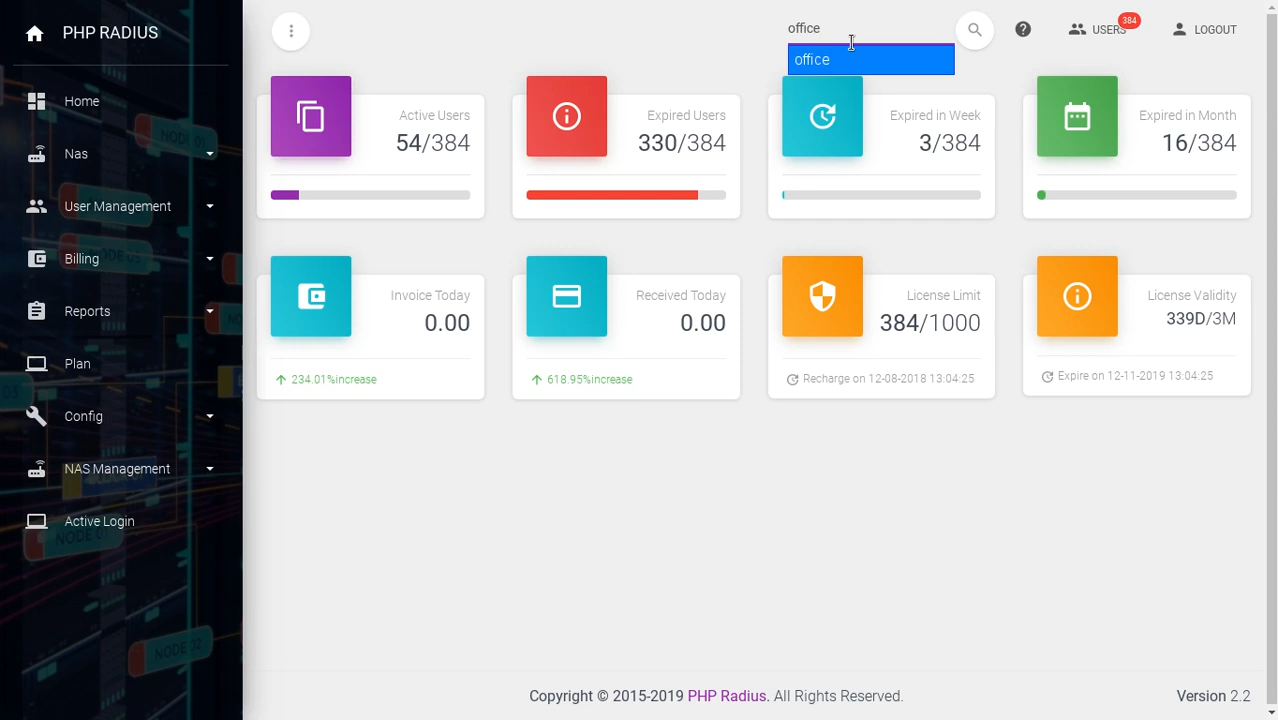 PHP RADIUS
office
384
USERS
LOGOUT
office
Home
Nas
User Management
Billing
Reports
Plan
Config
NAS Management
Active Login
NODE 01
NODE 02
Active Users
54/384
Expired Users
330/384
Expired in Week
3/384
Expired in Month
16/384
Invoice Today
0.00
234.01%increase
Received Today
0.00
618.95%increase
License Limit
384/1000
Recharge on 12-08-2018 13:04:25
License Validity
339D/3M
Expire on 12-11-2019 13:04:25
Copyright © 2015-2019 PHP Radius. All Rights Reserved.
Version 2.2